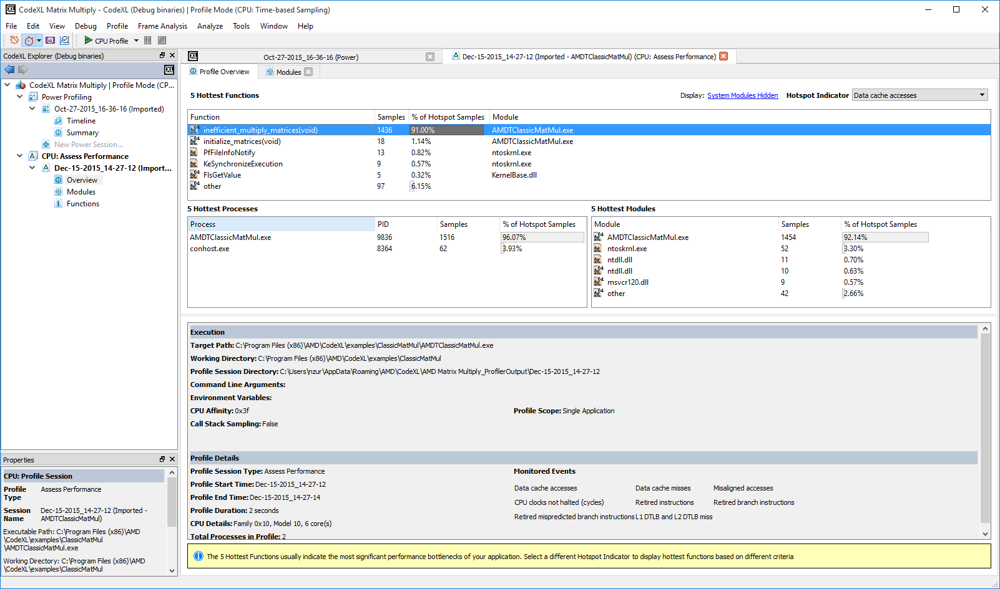 CodeXL Matrix Multiply - CodeXL (Debug binaries) | Profile Mode (CPU: Time-based Sampling)
File Edit View Debug Profile Frame Analysis Analyze Tools Window Help
CPU Profile
CodeXL Explorer (Debug binaries)
CodeXL Matrix Multiply | Profile Mode (CP...
Power Profiling
Oct-27-2015_16-36-16 (Imported)
Timeline
Summary
New Power Session...
CPU: Assess Performance
Dec-15-2015_14-27-12 (Import...
Overview
Modules
Functions
Properties
CPU: Profile Session
Profile Type Assess Performance
Session Name Dec-15-2015_14-27-12 (Imported - AMDTClassicMatMul)
Executable Path: C:\Program Files (x86)\AMD
\CodeXL\examples\ClassicMatMul
\AMDTClassicMatMul.exe
Working Directory: C:\Program Files (x86)\AMD
\CodeXL\examples\ClassicMatMul
Oct-27-2015_16-36-16 (Power) Dec-15-2015_14-27-12 (Imported - AMDTClassicMatMul) (CPU: Assess Performance)
Profile Overview Modules
5 Hottest Functions Display: System Modules Hidden Hotspot Indicator Data cache accesses
Function Samples % of Hotspot Samples Module
inefficient_multiply_matrices(void) 1436 91.00% AMDTClassicMatMul.exe
initialize_matrices(void) 18 1.14% AMDTClassicMatMul.exe
PfFileInfoNotify 13 0.82% ntoskrnl.exe
KeSynchronizeExecution 9 0.57% ntoskrnl.exe
FlsGetValue 5 0.32% KernelBase.dll
other 97 6.15%
5 Hottest Processes
Process PID Samples % of Hotspot Samples
AMDTClassicMatMul.exe 9836 1516 96.07%
conhost.exe 8364 62 3.93%
5 Hottest Modules
Module Samples % of Hotspot Samples
AMDTClassicMatMul.exe 1454 92.14%
ntoskrnl.exe 52 3.30%
ntdll.dll 11 0.70%
ntdll.dll 10 0.63%
msvcr120.dll 9 0.57%
other 42 2.66%
Execution
Target Path: C:\Program Files (x86)\AMD\CodeXL\examples\ClassicMatMul\AMDTClassicMatMul.exe
Working Directory: C:\Program Files (x86)\AMD\CodeXL\examples\ClassicMatMul
Profile Session Directory: C:\Users\nzur\AppData\Roaming\AMD\CodeXL\AMD Matrix Multiply_ProfilerOutput\Dec-15-2015_14-27-12
Command Line Arguments:
Environment Variables:
CPU Affinity: 0x3f Profile Scope: Single Application
Call Stack Sampling: False
Profile Details
Profile Session Type: Assess Performance Monitored Events
Profile Start Time: Dec-15-2015_14-27-12
Data cache accesses Data cache misses Misaligned accesses
Profile End Time: Dec-15-2015_14-27-14
CPU clocks not halted (cycles) Retired instructions Retired branch instructions
Profile Duration: 2 seconds
Retired mispredicted branch instructions L1 DTLB and L2 DTLB miss
CPU Details: Family 0x10, Model 10, 6 core(s)
Total Processes in Profile: 2
The 5 Hottest Functions usually indicate the most significant performance bottlenecks of your application. Select a different Hotspot Indicator to display hottest functions based on different criteria